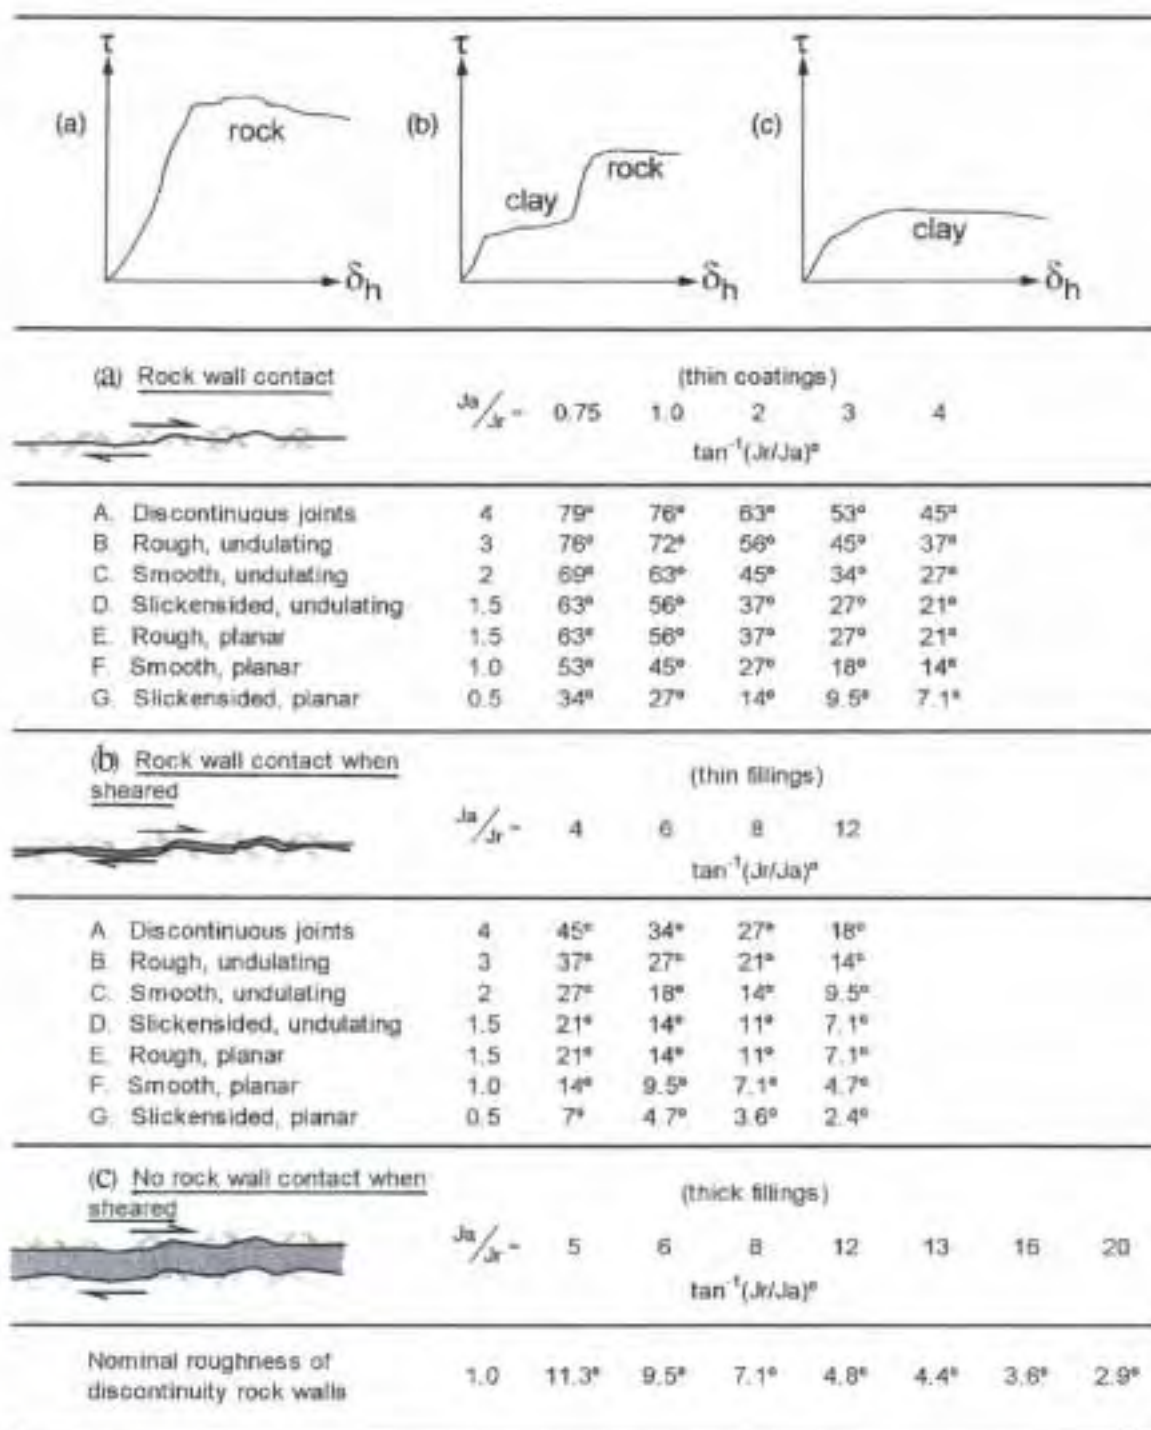 τ τ τ
(a) rock (b) clay rock (c) clay
δh δh δh
(a) Rock wall contact (thin coatings)
Ja/Jr = 0.75 1.0 2 3 4
tan⁻¹(Jr/Ja)°
A. Discontinuous joints 4 79° 76° 63° 53° 45°
B. Rough, undulating 3 76° 72° 56° 45° 37°
C. Smooth, undulating 2 69° 63° 45° 34° 27°
D. Slickensided, undulating 1.5 63° 56° 37° 27° 21°
E. Rough, planar 1.5 63° 56° 37° 27° 21°
F. Smooth, planar 1.0 53° 45° 27° 18° 14°
G. Slickensided, planar 0.5 34° 27° 14° 9.5° 7.1°
(b) Rock wall contact when
sheared
(thin fillings)
Ja/Jr = 4 6 8 12
tan⁻¹(Jr/Ja)°
A. Discontinuous joints 4 45° 34° 27° 18°
B. Rough, undulating 3 37° 27° 21° 14°
C. Smooth, undulating 2 27° 18° 14° 9.5°
D. Slickensided, undulating 1.5 21° 14° 11° 7.1°
E. Rough, planar 1.5 21° 14° 11° 7.1°
F. Smooth, planar 1.0 14° 9.5° 7.1° 4.7°
G. Slickensided, planar 0.5 7° 4.7° 3.6° 2.4°
(c) No rock wall contact when
sheared
(thick fillings)
Ja/Jr = 5 6 8 12 13 16 20
tan⁻¹(Jr/Ja)°
Nominal roughness of
discontinuity rock walls 1.0 11.3° 9.5° 7.1° 4.8° 4.4° 3.6° 2.9°